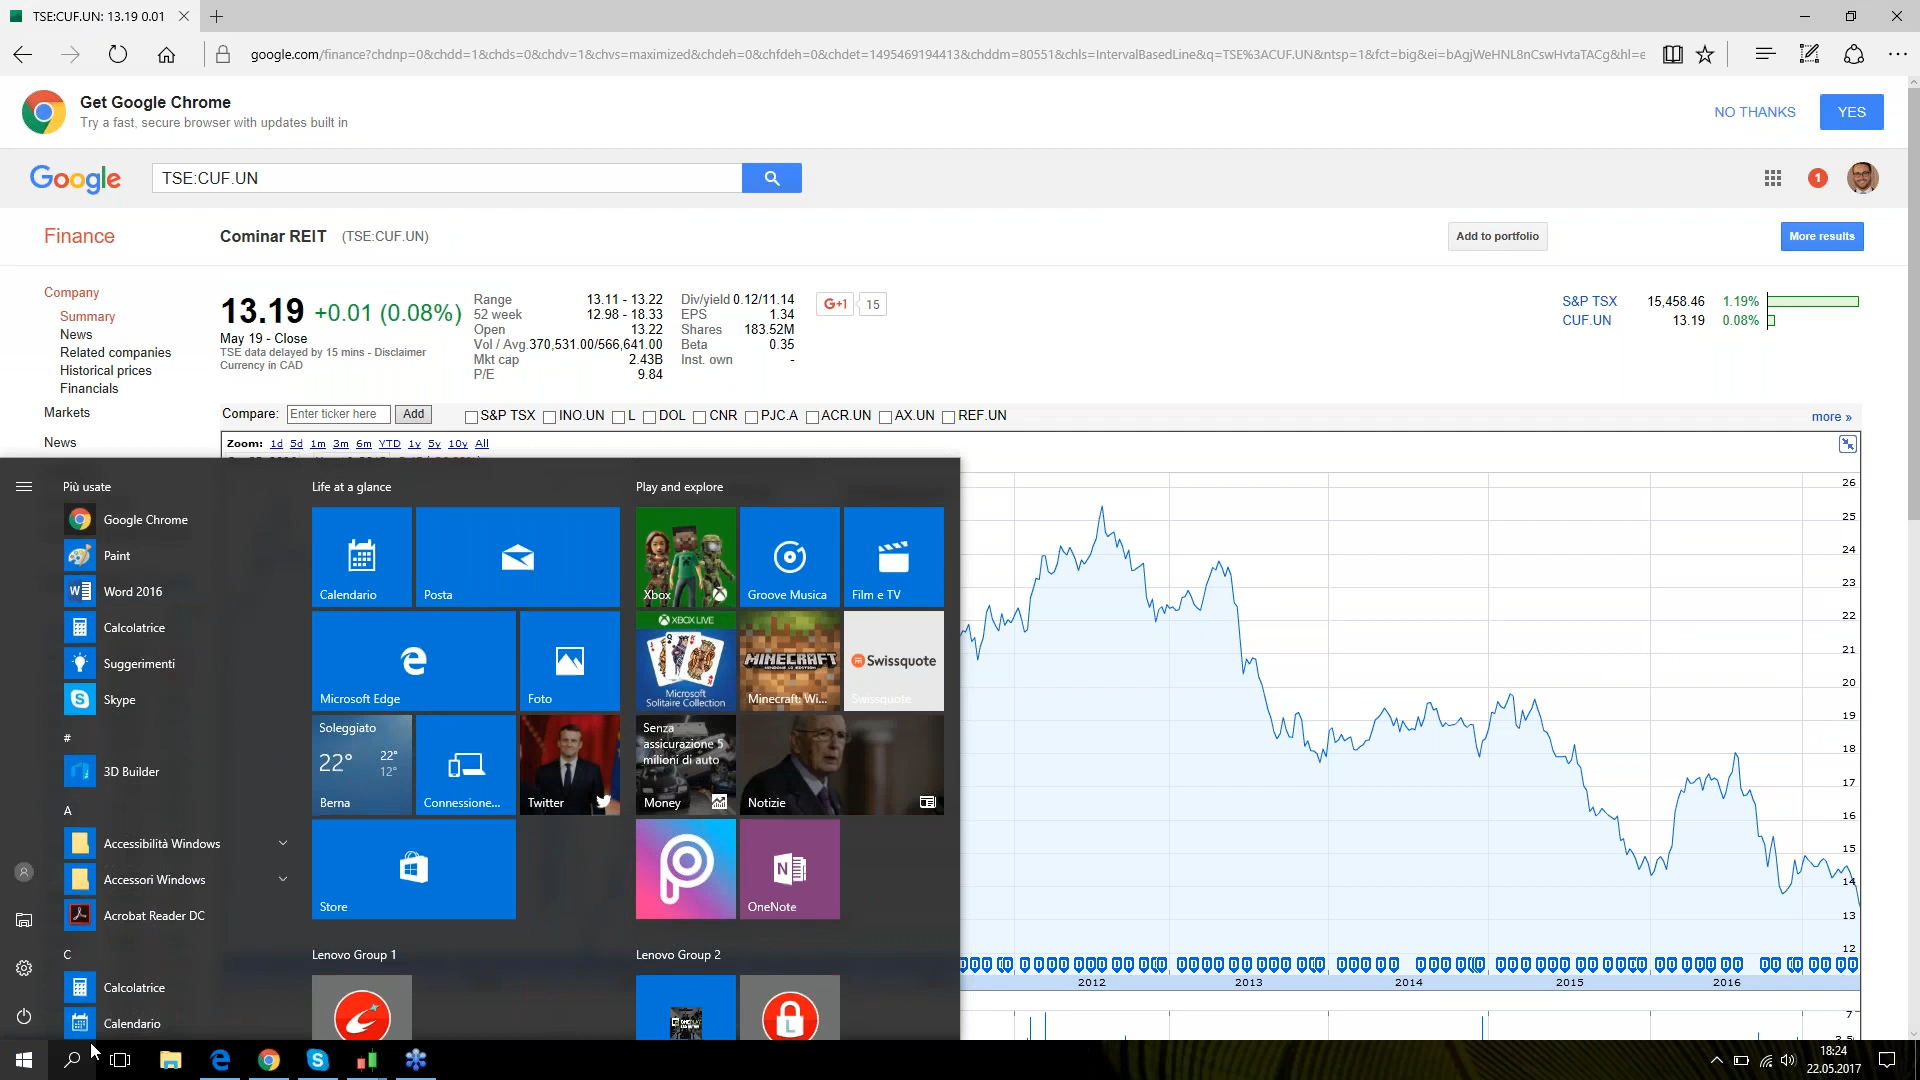 TSE:CUF.UN: 13.19 0.01
google.com/finance?chdnp=0&chdd=1&chds=0&chdv=1&chvs=maximized&chdeh=0&chfdeh=0&chdet=1495469194413&chddm=80551&chls=IntervalBasedLine&q=TSE%3ACUF.UN&ntsp=1&fct=big&ei=bAgjWeHNL8nCswHvtaTACg&hl=e
Get Google Chrome
Try a fast, secure browser with updates built in
NO THANKS
YES
Google
TSE:CUF.UN
1
Finance
Cominar REIT (TSE:CUF.UN)
Add to portfolio
More results
Company
Summary
News
Related companies
Historical prices
Financials
Markets
News
13.19 +0.01 (0.08%)
May 19 - Close
TSE data delayed by 15 mins - Disclaimer
Currency in CAD
Range 13.11 - 13.22
52 week 12.98 - 18.33
Open 13.22
Vol / Avg. 370,531.00/566,641.00
Mkt cap 2.43B
P/E 9.84
Div/yield 0.12/11.14
EPS 1.34
Shares 183.52M
Beta 0.35
Inst. own -
G+1 15
S&P TSX 15,458.46 1.19%
CUF.UN 13.19 0.08%
Compare: Enter ticker here Add S&P TSX INO.UN L DOL CNR PJC.A ACR.UN AX.UN REF.UN more »
Zoom: 1d 5d 1m 3m 6m YTD 1y 5y 10y All
26
25
24
23
22
21
20
19
18
17
16
15
14
13
12
D D D D D D D D D D D D D D D D D D D D D D D D D D D D D D D D D D D D D D D D D D D D D D D D D D D D D D D D D D D D D D
2012 2013 2014 2015 2016
7
3.5
Più usate
Google Chrome
Paint
Word 2016
Calcolatrice
Suggerimenti
Skype
#
3D Builder
A
Accessibilità Windows
Accessori Windows
Acrobat Reader DC
C
Calcolatrice
Calendario
Life at a glance
Calendario
Posta
Microsoft Edge
Foto
Soleggiato
22° 22°
12°
Berna
Connessione...
Twitter
Store
Lenovo Group 1
Play and explore
Xbox
Groove Musica
Film e TV
XBOX LIVE
Microsoft
Solitaire Collection
MINECRAFT
Minecraft: Wi...
Swissquote
Swissquote
Senza
assicurazione 5
milioni di auto
Money
Notizie
OneNote
Lenovo Group 2
L
18:24
22.05.2017